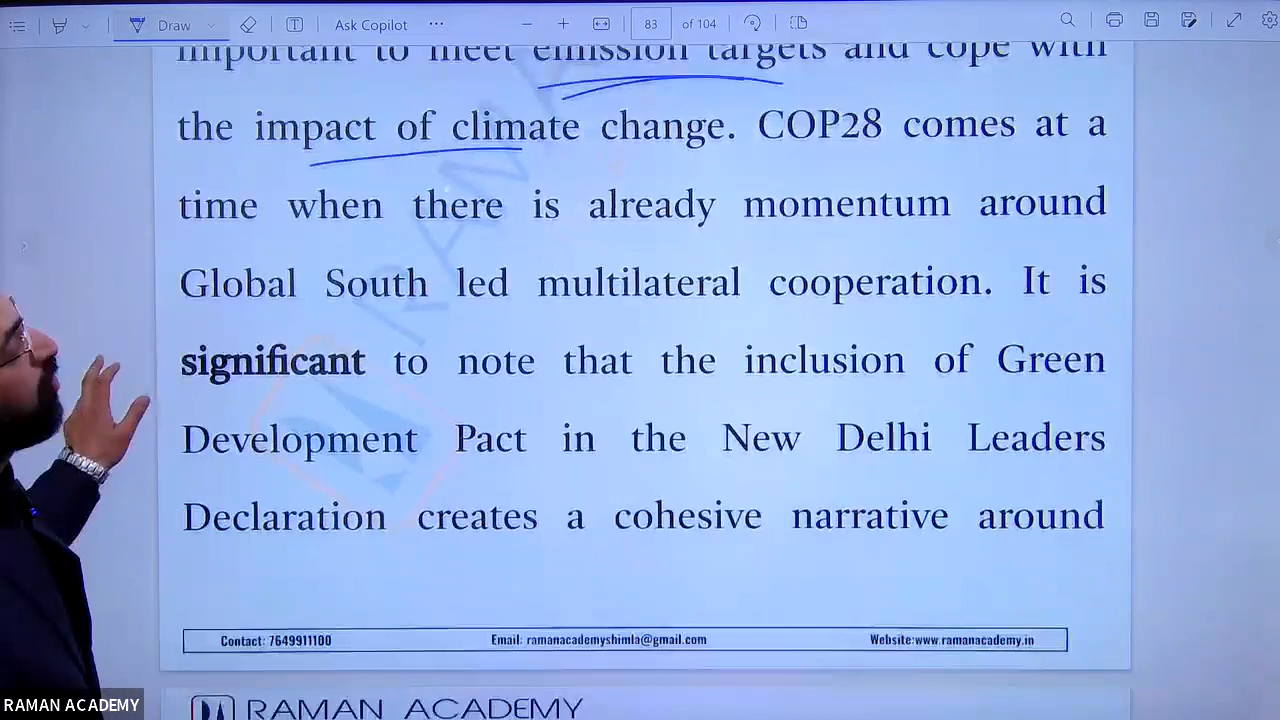 Draw
Ask Copilot
83 of 104
important to meet emission targets and cope with
the impact of climate change. COP28 comes at a
time when there is already momentum around
Global South led multilateral cooperation. It is
significant to note that the inclusion of Green
Development Pact in the New Delhi Leaders
Declaration creates a cohesive narrative around
RAMA
Contact: 7649911100 Email: ramanacademyshimla@gmail.com Website:www.ramanacademy.in
RAMAN ACADEMY
RAMAN ACADEMY